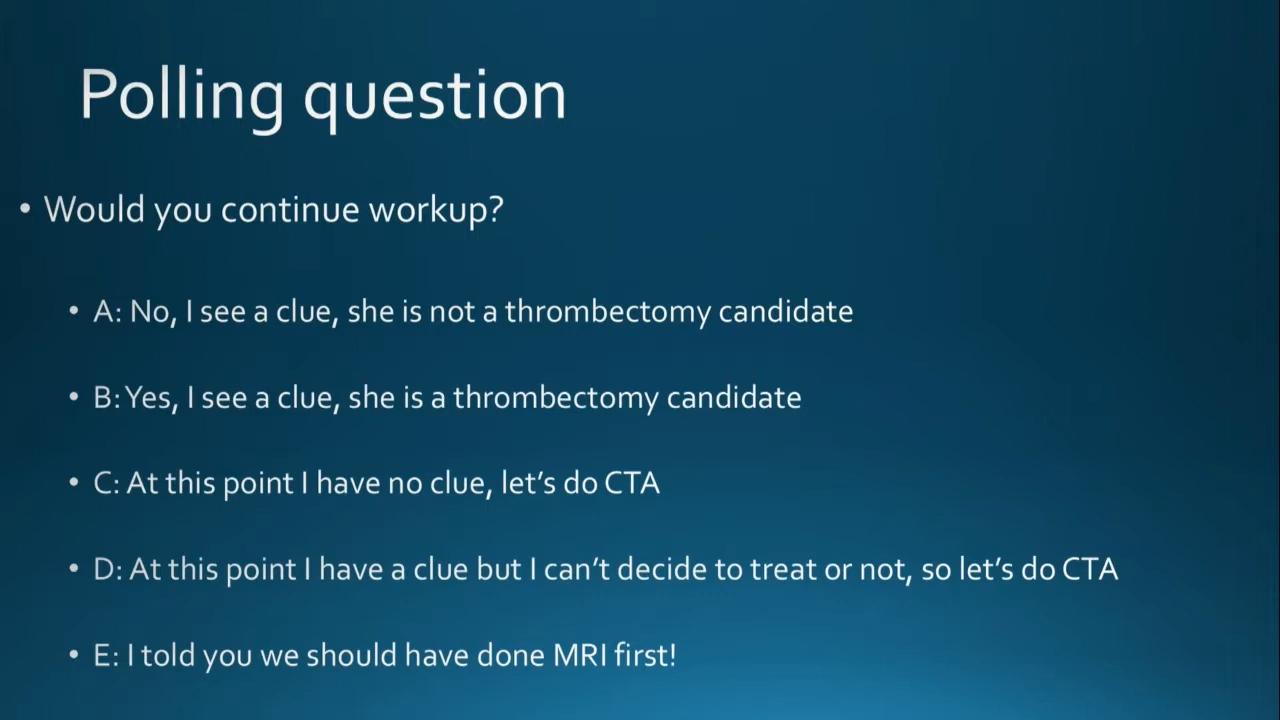 Polling question
• Would you continue workup?
• A: No, I see a clue, she is not a thrombectomy candidate
• B: Yes, I see a clue, she is a thrombectomy candidate
• C: At this point I have no clue, let’s do CTA
• D: At this point I have a clue but I can’t decide to treat or not, so let’s do CTA
• E: I told you we should have done MRI first!